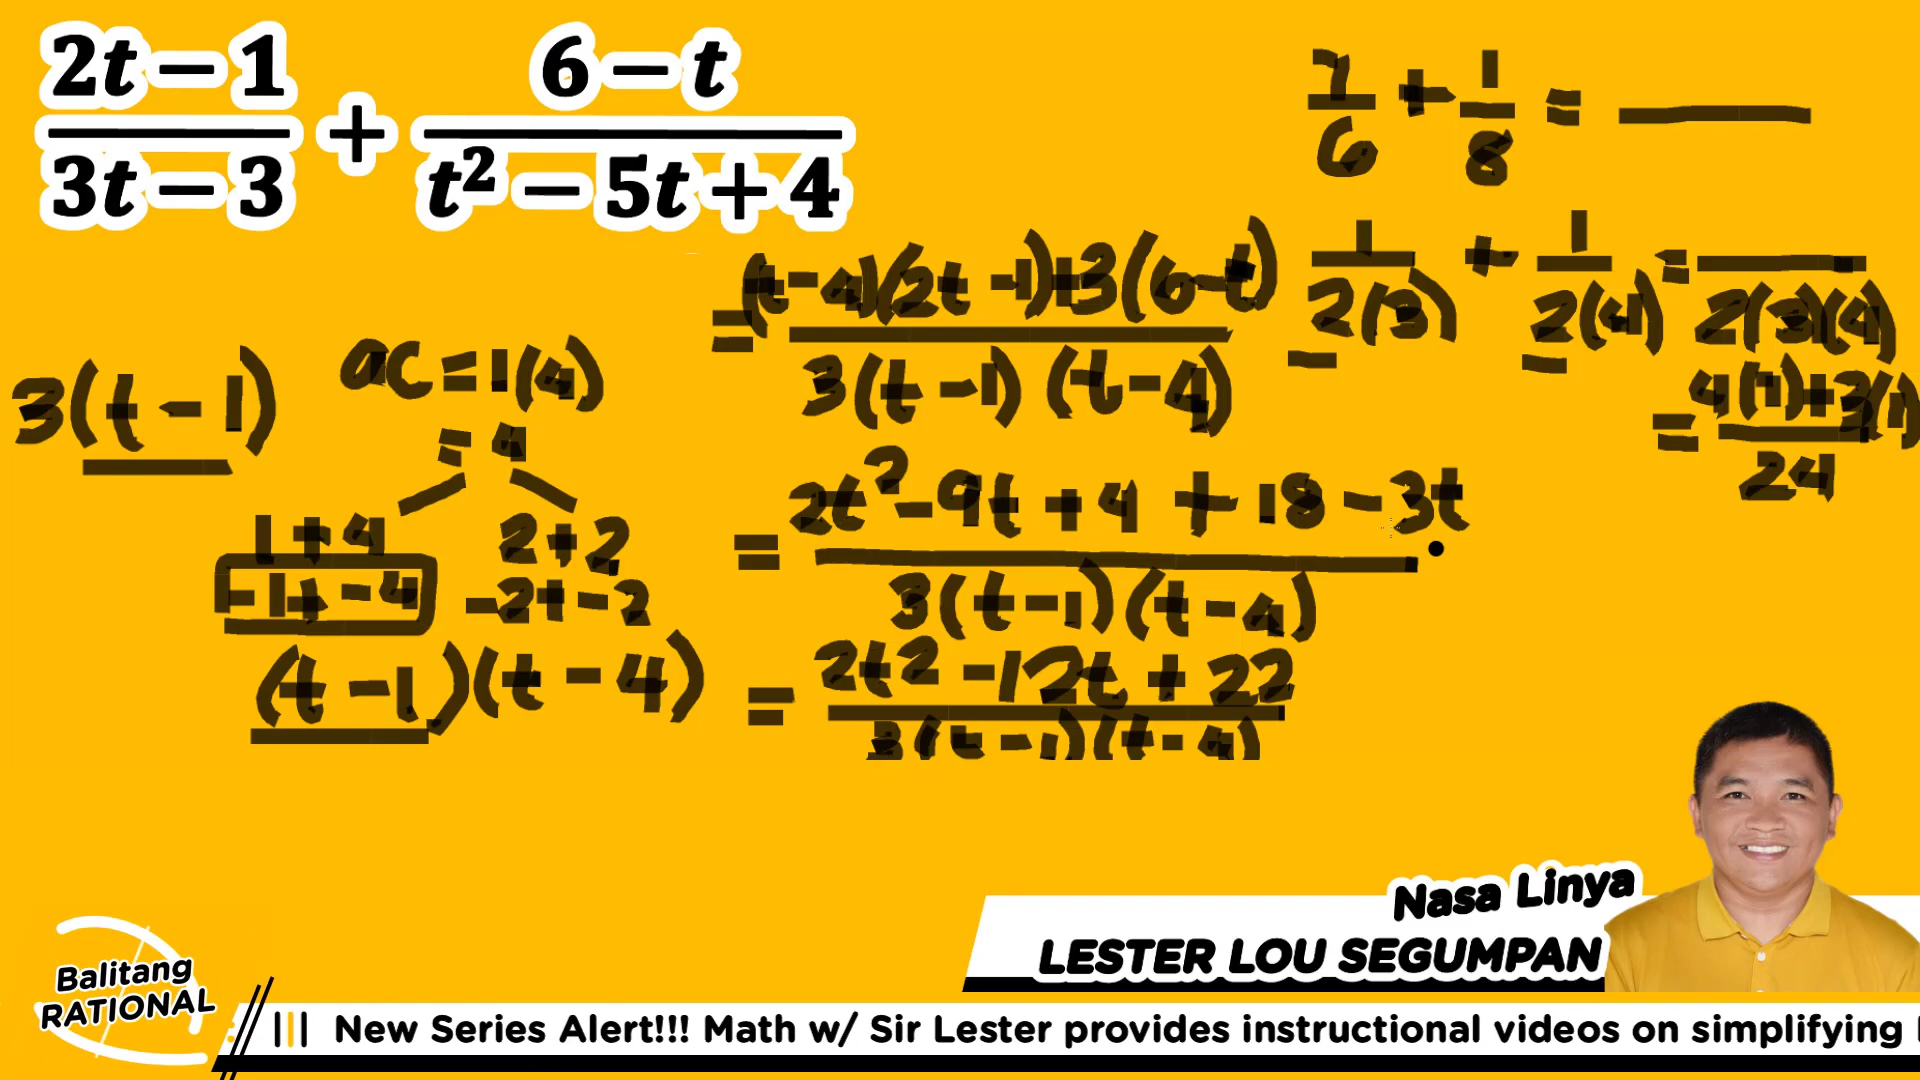 2t − 1 / 3t − 3 + 6 − t / t² − 5t + 4
7/6 + 1/8 = ___
= (t-4)(2t-1)+3(6-t) / 3(t-1)(t-4)
1/2(3) + 1/2(4) = ___/2(3)(4)
= 4(1)+3(1) / 24
3(t-1)
ac = 1(4)
= 4
1+4 2+2
-1+-4 -2+-2
(t-1)(t-4)
= 2t²-9t+4+18-3t / 3(t-1)(t-4)
= 2t²-12t+22 / 3(t-1)(t-4)
Nasa Linya
LESTER LOU SEGUMPAN
Balitang
RATIONAL
||| New Series Alert!!! Math w/ Sir Lester provides instructional videos on simplifying